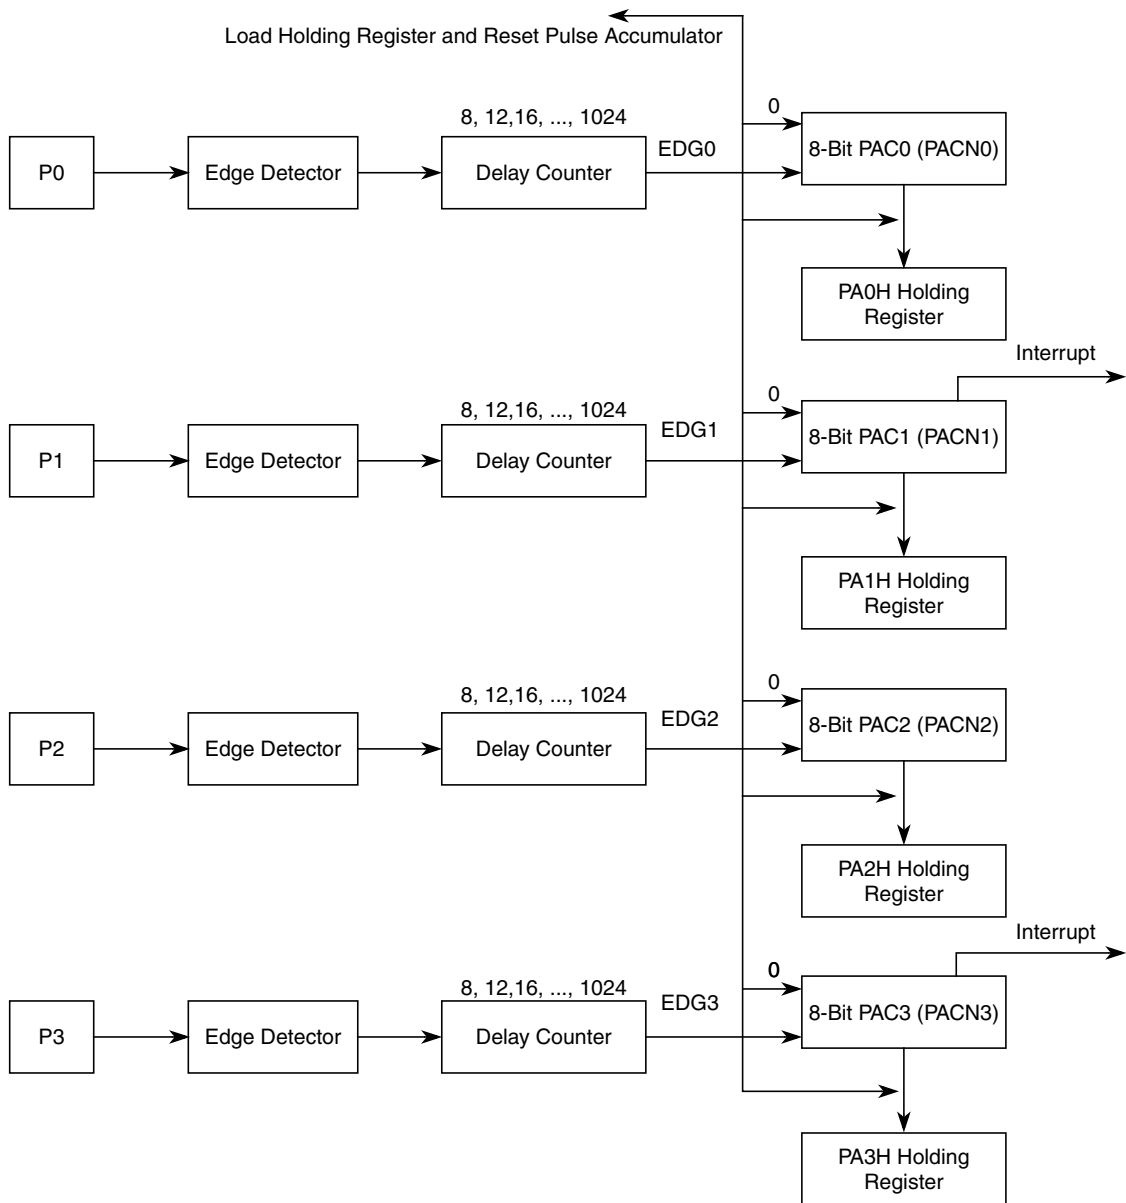 Load Holding Register and Reset Pulse Accumulator
8, 12,16, ..., 1024
0
P0
Edge Detector
Delay Counter
EDG0
8-Bit PAC0 (PACN0)
PA0H Holding
Register
Interrupt
8, 12,16, ..., 1024
0
P1
Edge Detector
Delay Counter
EDG1
8-Bit PAC1 (PACN1)
PA1H Holding
Register
8, 12,16, ..., 1024
0
P2
Edge Detector
Delay Counter
EDG2
8-Bit PAC2 (PACN2)
PA2H Holding
Register
Interrupt
8, 12,16, ..., 1024
0
P3
Edge Detector
Delay Counter
EDG3
8-Bit PAC3 (PACN3)
PA3H Holding
Register